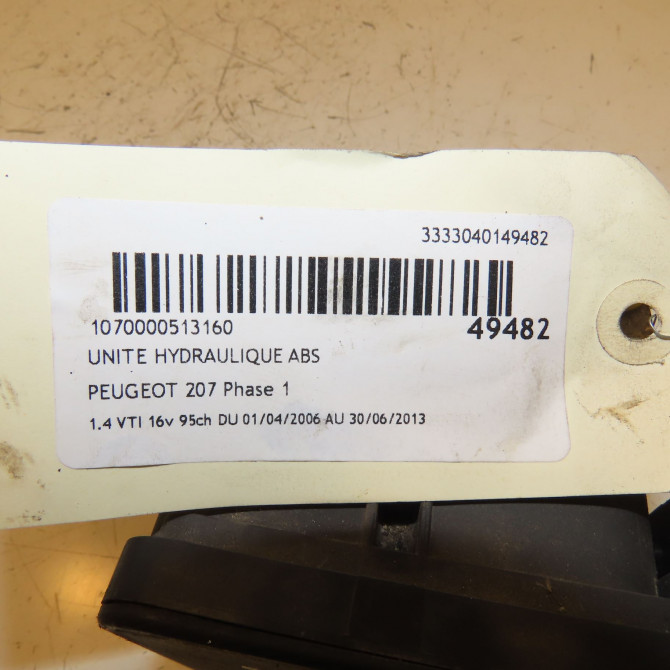 3333040149482
1070000513160 49482
UNITE HYDRAULIQUE ABS
PEUGEOT 207 Phase 1
1.4 VTI 16v 95ch DU 01/04/2006 AU 30/06/2013